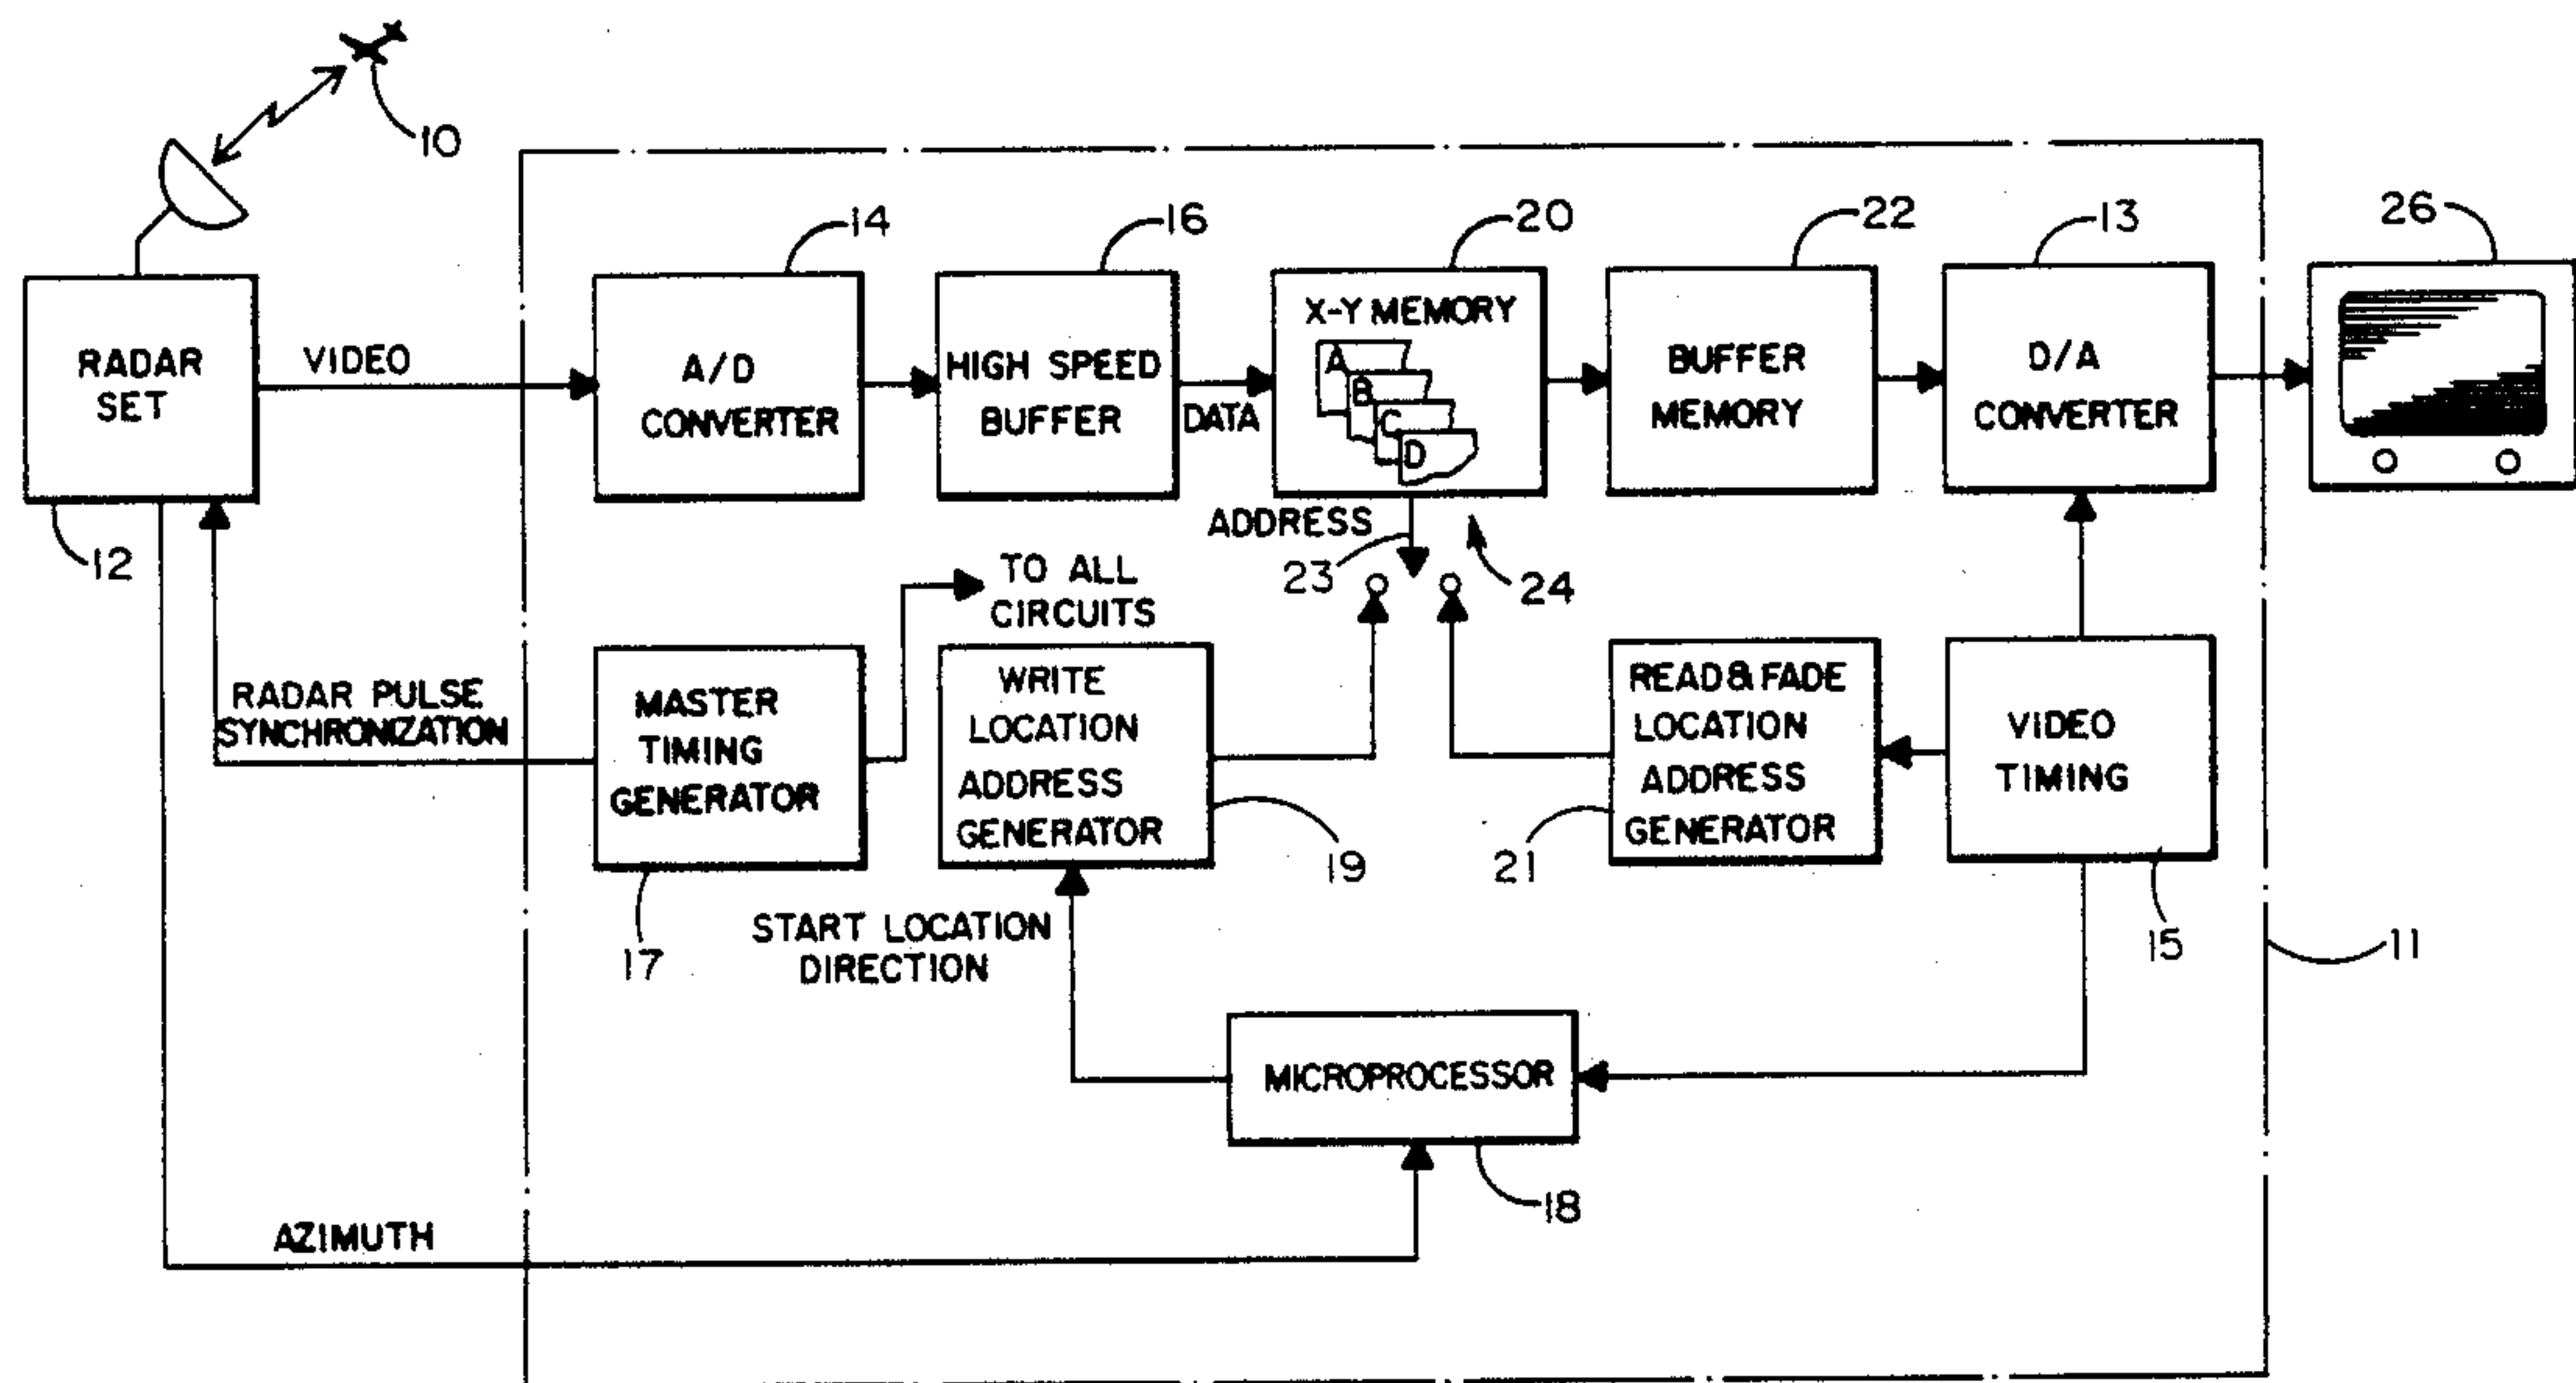 10
14
16
20
22
13
26
RADAR
SET
VIDEO
A/D
CONVERTER
HIGH SPEED
BUFFER
DATA
X-Y MEMORY
A
B
C
D
BUFFER
MEMORY
D/A
CONVERTER
12
ADDRESS
23
24
TO ALL
CIRCUITS
RADAR PULSE
SYNCHRONIZATION
MASTER
TIMING
GENERATOR
WRITE
LOCATION
ADDRESS
GENERATOR
READ & FADE
LOCATION
ADDRESS
GENERATOR
VIDEO
TIMING
17
19
21
15
11
START LOCATION
DIRECTION
MICROPROCESSOR
18
AZIMUTH